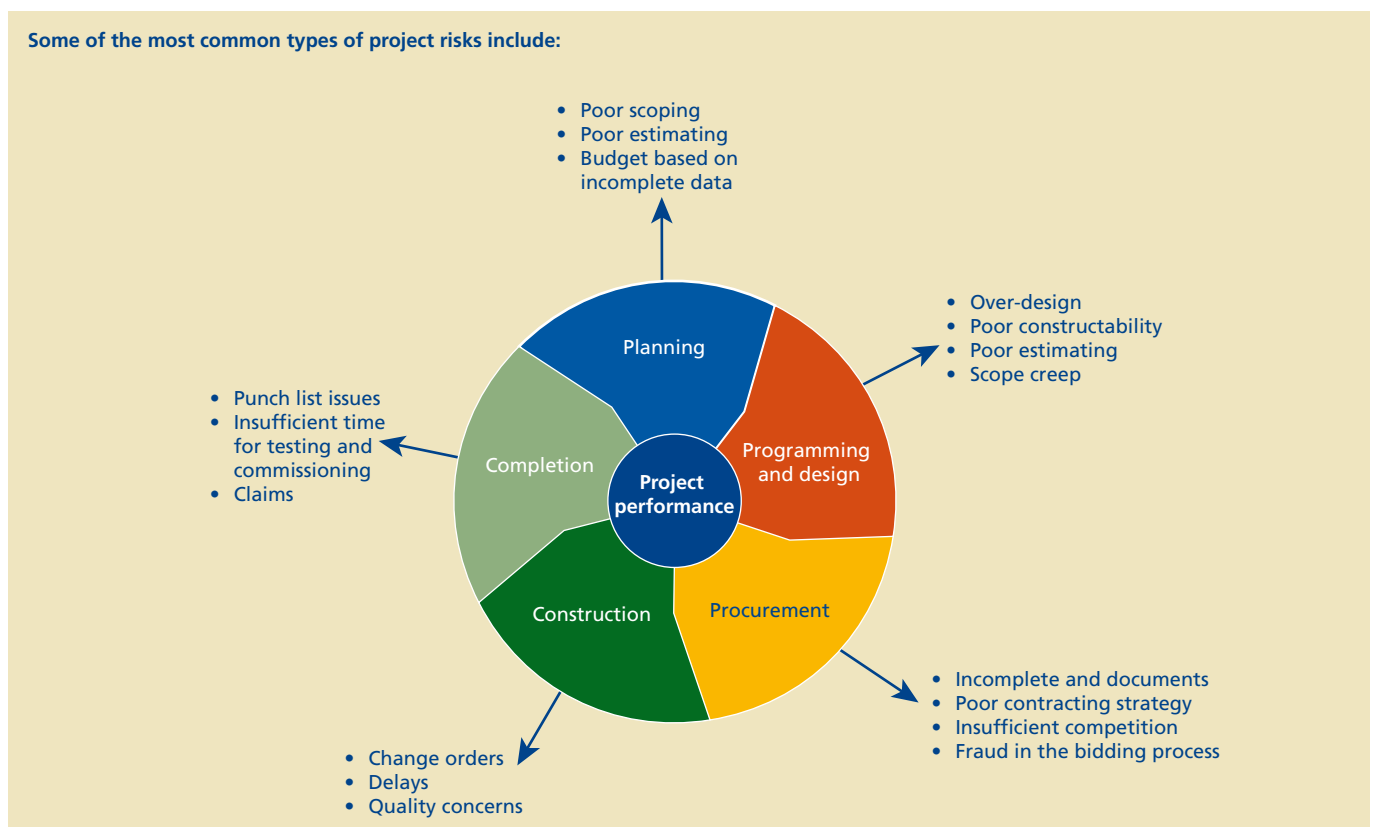 Some of the most common types of project risks include:
• Poor scoping
• Poor estimating
• Budget based on
incomplete data
• Over-design
• Poor constructability
• Poor estimating
• Scope creep
Planning
• Punch list issues
• Insufficient time
for testing and
commissioning
• Claims
Completion
Programming
and design
Project
performance
Construction
Procurement
• Incomplete and documents
• Poor contracting strategy
• Insufficient competition
• Fraud in the bidding process
• Change orders
• Delays
• Quality concerns